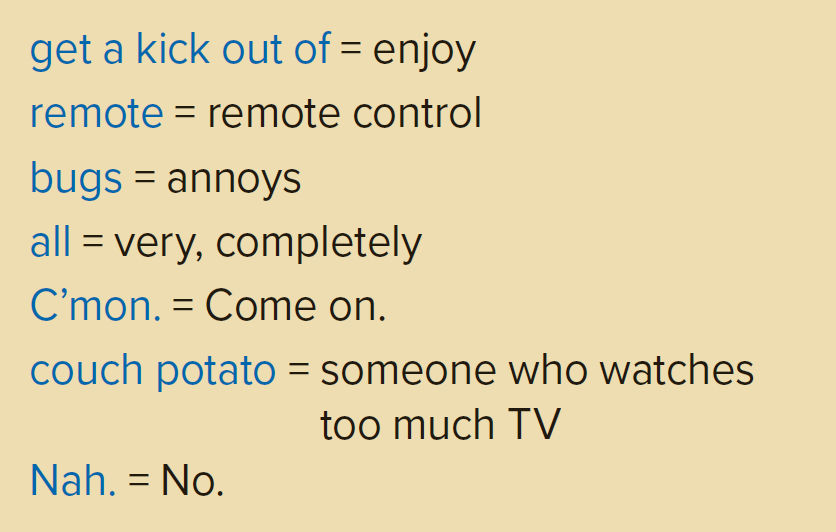 get a kick out of = enjoy
remote = remote control
bugs = annoys
all = very, completely
C’mon. = Come on.
couch potato = someone who watches
too much TV
Nah. = No.